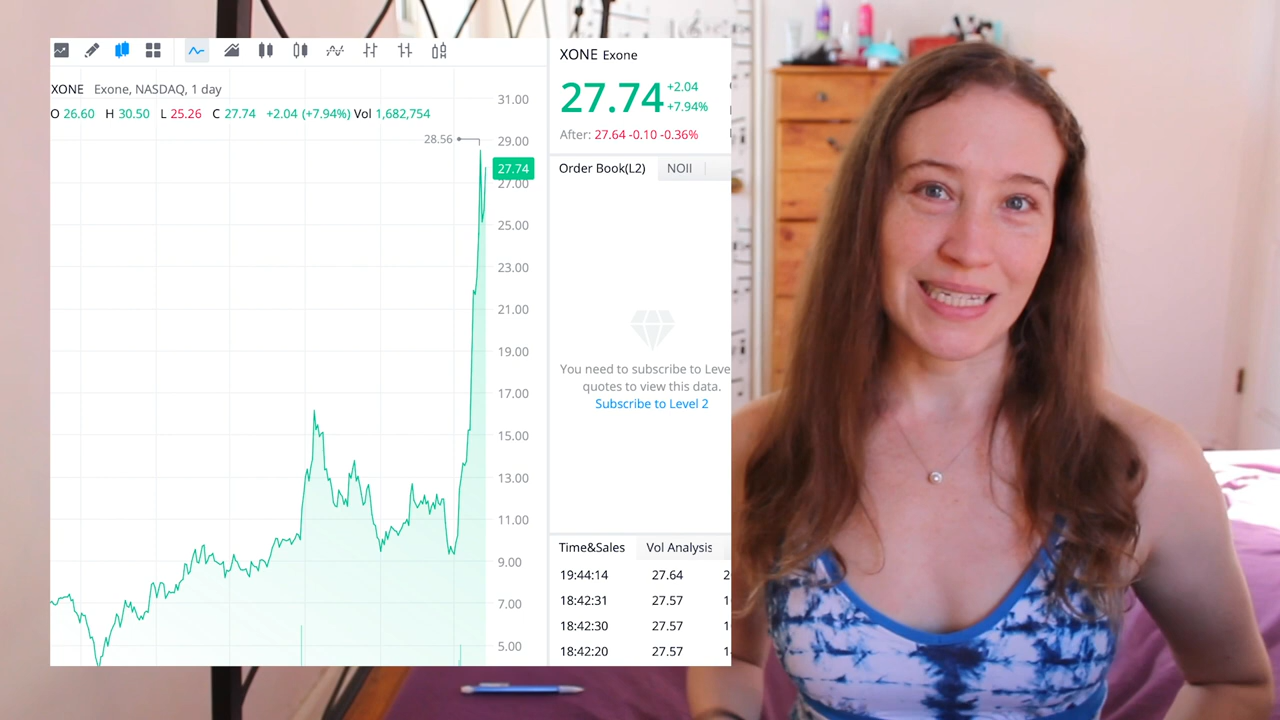 XONE Exone, NASDAQ, 1 day
O 26.60 H 30.50 L 25.26 C 27.74 +2.04 (+7.94%) Vol 1,682,754
28.56
31.00
29.00
27.74
27.00
25.00
23.00
21.00
19.00
17.00
15.00
13.00
11.00
9.00
7.00
5.00
XONE Exone
27.74 +2.04
+7.94%
After: 27.64 -0.10 -0.36%
Order Book(L2) NOII
You need to subscribe to Leve
quotes to view this data.
Subscribe to Level 2
Time&Sales Vol Analysis
19:44:14 27.64 2
18:42:31 27.57 1
18:42:30 27.57 1
18:42:20 27.57 1